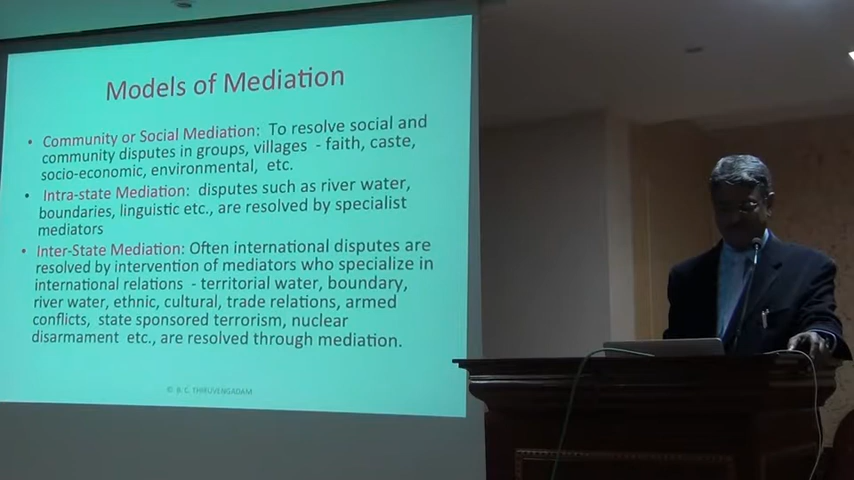 Models of Mediation
• Community or Social Mediation: To resolve social and
community disputes in groups, villages - faith, caste,
socio-economic, environmental, etc.
• Intra-state Mediation: disputes such as river water,
boundaries, linguistic etc., are resolved by specialist
mediators
• Inter-State Mediation: Often international disputes are
resolved by intervention of mediators who specialize in
international relations - territorial water, boundary,
river water, ethnic, cultural, trade relations, armed
conflicts, state sponsored terrorism, nuclear
disarmament etc., are resolved through mediation.
© B. C. THIRUVENGADAM